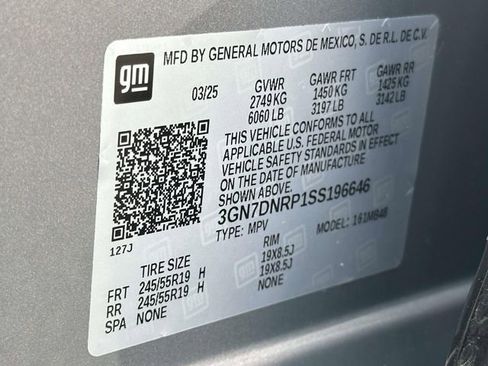 gm
MFD BY GENERAL MOTORS DE MEXICO, S. DE R.L. DE C.V.
03/25 GVWR GAWR FRT GAWR RR
2749 KG 1450 KG 1425 KG
6060 LB 3197 LB 3142 LB
THIS VEHICLE CONFORMS TO ALL
APPLICABLE U.S. FEDERAL MOTOR
VEHICLE SAFETY STANDARDS IN EFFECT
ON THE DATE OF MANUFACTURE
SHOWN ABOVE.
3GN7DNRP1SS196646
TYPE: MPV MODEL: 161MB48
127J
TIRE SIZE RIM
FRT 245/55R19 H 19X8.5J
RR 245/55R19 H 19X8.5J
SPA NONE NONE